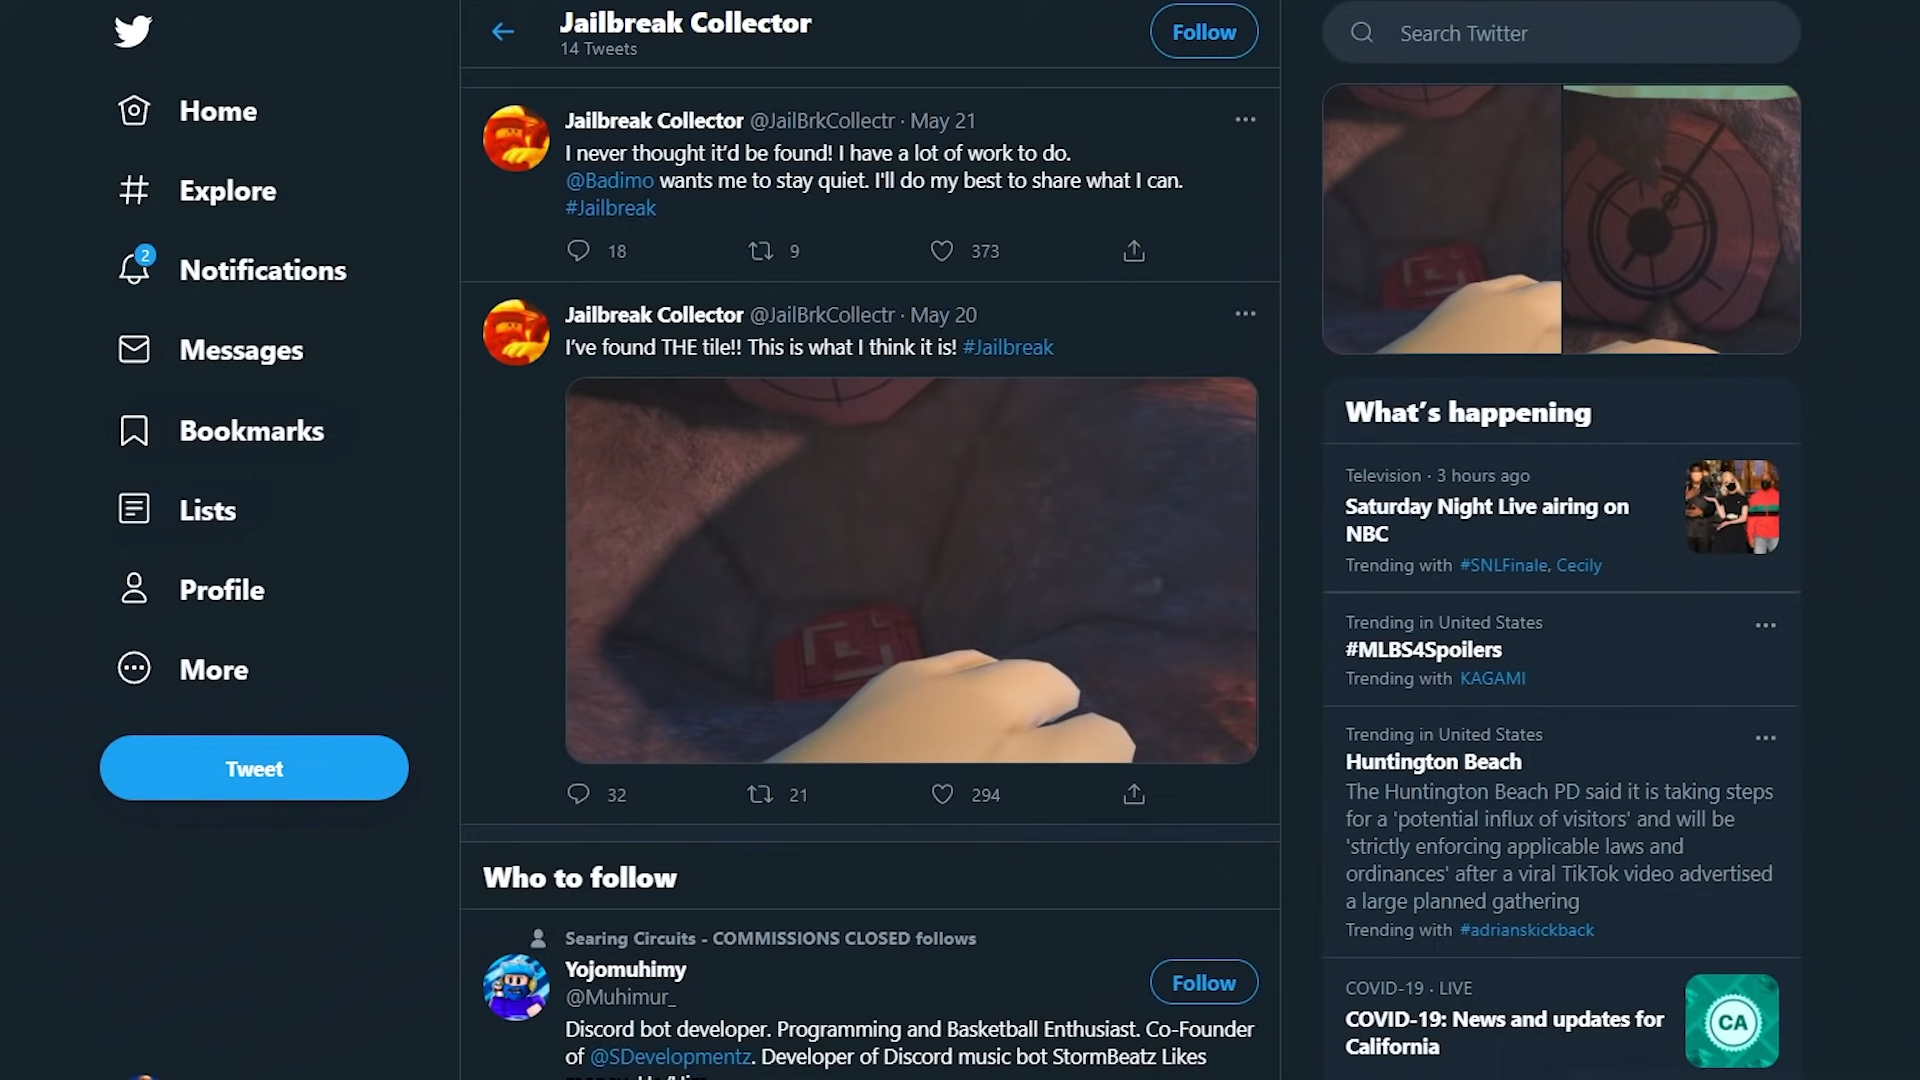 Home
Explore
2
Notifications
Messages
Bookmarks
Lists
Profile
More
Tweet
Jailbreak Collector
14 Tweets
Follow
Jailbreak Collector @JailBrkCollectr · May 21
I never thought it'd be found! I have a lot of work to do.
@Badimo wants me to stay quiet. I'll do my best to share what I can.
#Jailbreak
18 9 373
Jailbreak Collector @JailBrkCollectr · May 20
I've found THE tile!! This is what I think it is! #Jailbreak
32 21 294
Who to follow
Searing Circuits - COMMISSIONS CLOSED follows
Yojomuhimy
@Muhimur_
Follow
Discord bot developer. Programming and Basketball Enthusiast. Co-Founder
of @SDevelopmentz. Developer of Discord music bot StormBeatz Likes
Search Twitter
What's happening
Television · 3 hours ago
Saturday Night Live airing on
NBC
Trending with #SNLFinale, Cecily
Trending in United States
#MLBS4Spoilers
Trending with KAGAMI
Trending in United States
Huntington Beach
The Huntington Beach PD said it is taking steps
for a 'potential influx of visitors' and will be
'strictly enforcing applicable laws and
ordinances' after a viral TikTok video advertised
a large planned gathering
Trending with #adrianskickback
COVID-19 · LIVE
COVID-19: News and updates for
California
CA